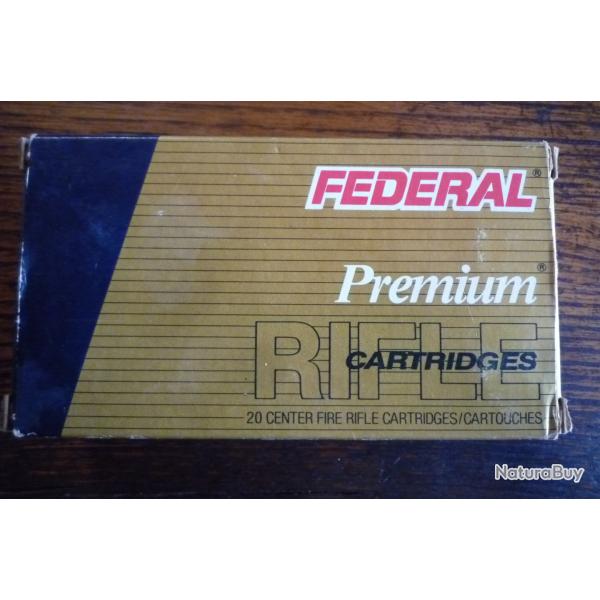 FEDERAL®
Premium®
RIFLE
CARTRIDGES
20 CENTER FIRE RIFLE CARTRIDGES/CARTOUCHES
NaturaBuy